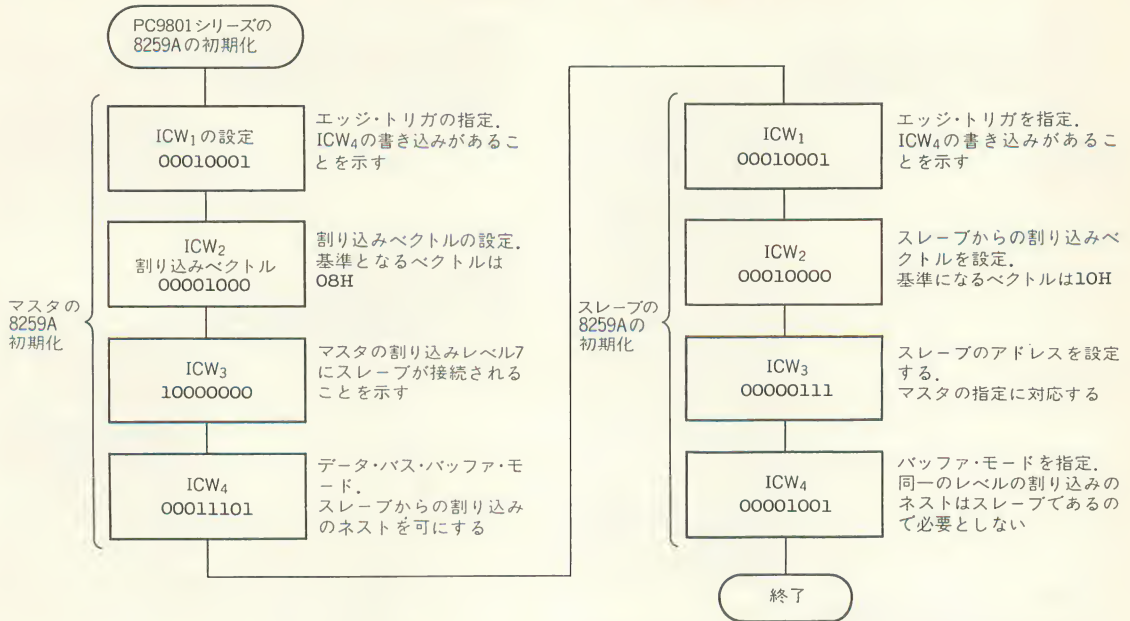 PC9801シリーズの
8259Aの初期化
マスタの
8259A
初期化
ICW₁の設定
00010001
エッジ・トリガの指定.
ICW₄の書き込みがあるこ
とを示す
ICW₂
割り込みベクトル
00001000
割り込みベクトルの設定.
基準となるベクトルは
08H
ICW₃
10000000
マスタの割り込みレベル7
にスレーブが接続される
ことを示す
ICW₄
00011101
データ・バス・バッファ・モ
ード.
スレーブからの割り込み
のネストを可にする
スレーブの
8259Aの
初期化
ICW₁
00010001
エッジ・トリガを指定.
ICW₄の書き込みがあるこ
とを示す
ICW₂
00010000
スレーブからの割り込みベ
クトルを設定.
基準になるベクトルは10H
ICW₃
00000111
スレーブのアドレスを設定
する.
マスタの指定に対応する
ICW₄
00001001
バッファ・モードを指定.
同一のレベルの割り込みの
ネストはスレーブであるの
で必要としない
終了